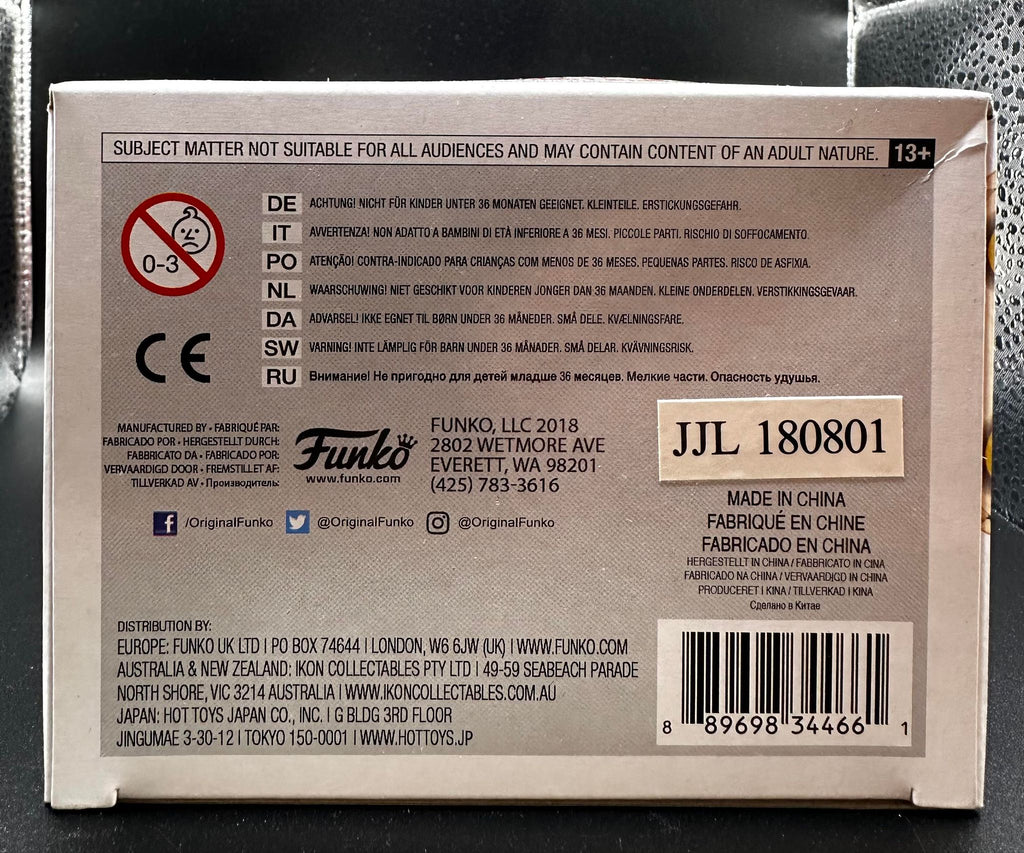 SUBJECT MATTER NOT SUITABLE FOR ALL AUDIENCES AND MAY CONTAIN CONTENT OF AN ADULT NATURE. 13+
0-3
DE ACHTUNG! NICHT FÜR KINDER UNTER 36 MONATEN GEEIGNET. KLEINTEILE. ERSTICKUNGSGEFAHR.
IT AVVERTENZA! NON ADATTO A BAMBINI DI ETÀ INFERIORE A 36 MESI. PICCOLE PARTI. RISCHIO DI SOFFOCAMENTO.
PO ATENÇÃO! CONTRA-INDICADO PARA CRIANÇAS COM MENOS DE 36 MESES. PEQUENAS PARTES. RISCO DE ASFIXIA.
NL WAARSCHUWING! NIET GESCHIKT VOOR KINDEREN JONGER DAN 36 MAANDEN. KLEINE ONDERDELEN. VERSTIKKINGSGEVAAR.
DA ADVARSEL! IKKE EGNET TIL BØRN UNDER 36 MÅNEDER. SMÅ DELE. KVÆLNINGSFARE.
SW VARNING! INTE LÄMPLIG FÖR BARN UNDER 36 MÅNADER. SMÅ DELAR. KVÄVNINGSRISK.
RU Внимание! Не пригодно для детей младше 36 месяцев. Мелкие части. Опасность удушья.
CE
MANUFACTURED BY • FABRIQUÉ PAR:
FABRICADO POR • HERGESTELLT DURCH:
FABBRICATO DA • FABRICADO POR:
VERVAARDIGD DOOR • FREMSTILLET AF:
TILLVERKAD AV • Производитель:
Funko
www.funko.com
FUNKO, LLC 2018
2802 WETMORE AVE
EVERETT, WA 98201
(425) 783-3616
/OriginalFunko @OriginalFunko @OriginalFunko
JJL 180801
MADE IN CHINA
FABRIQUÉ EN CHINE
FABRICADO EN CHINA
HERGESTELLT IN CHINA / FABBRICATO IN CINA
FABRICADO NA CHINA / VERVAARDIGD IN CHINA
PRODUCERET I KINA / TILLVERKAD I KINA
Сделано в Китае
DISTRIBUTION BY:
EUROPE: FUNKO UK LTD | PO BOX 74644 | LONDON, W6 6JW (UK) | WWW.FUNKO.COM
AUSTRALIA & NEW ZEALAND: IKON COLLECTABLES PTY LTD | 49-59 SEABEACH PARADE
NORTH SHORE, VIC 3214 AUSTRALIA | WWW.IKONCOLLECTABLES.COM.AU
JAPAN: HOT TOYS JAPAN CO., INC. | G BLDG 3RD FLOOR
JINGUMAE 3-30-12 | TOKYO 150-0001 | WWW.HOTTOYS.JP
8 89698 34466 1